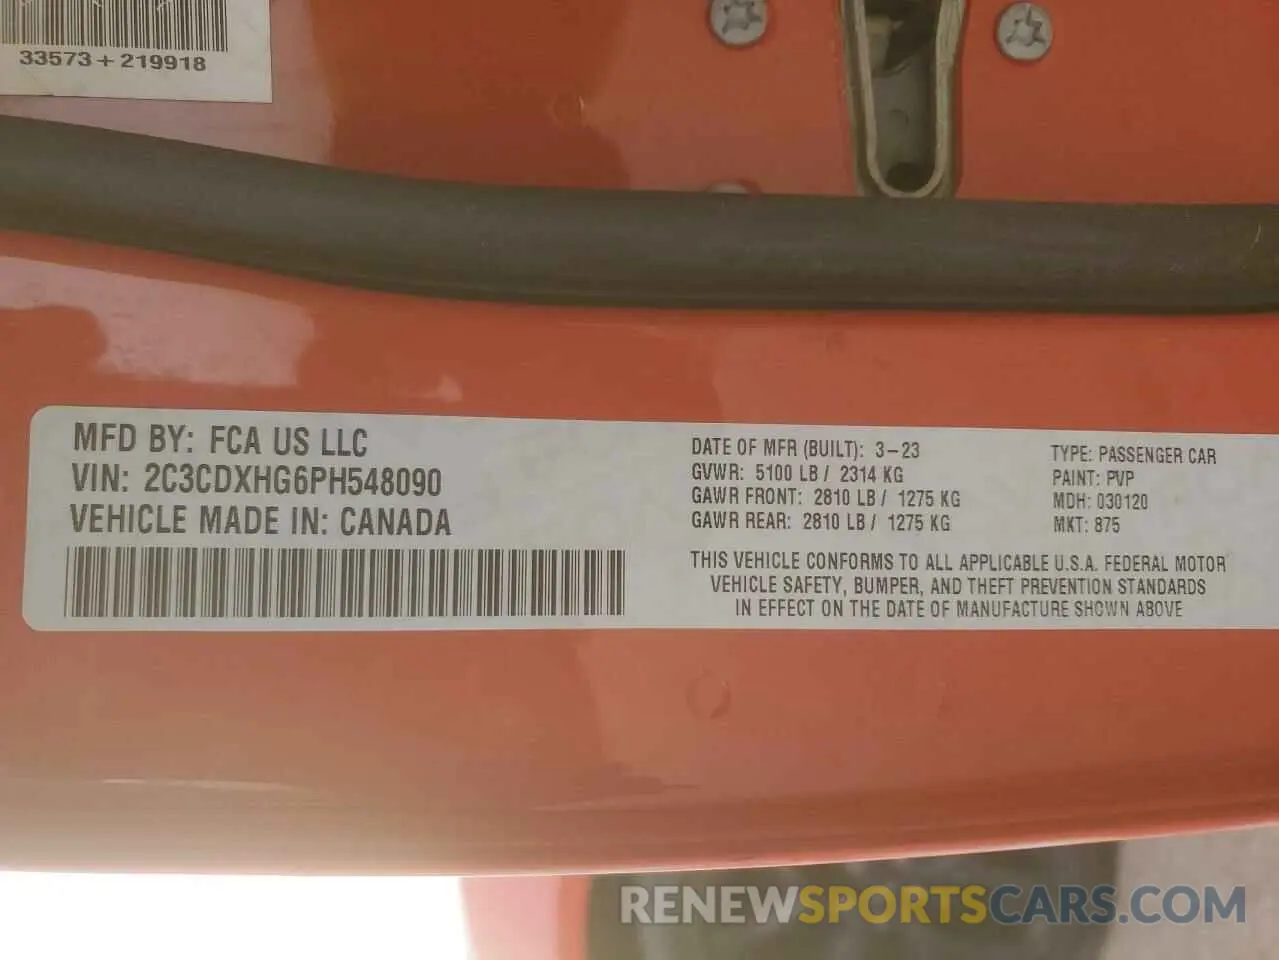 33573+219918
MFD BY: FCA US LLC
VIN: 2C3CDXHG6PH548090
VEHICLE MADE IN: CANADA
DATE OF MFR (BUILT): 3-23
GVWR: 5100 LB / 2314 KG
GAWR FRONT: 2810 LB / 1275 KG
GAWR REAR: 2810 LB / 1275 KG
TYPE: PASSENGER CAR
PAINT: PVP
MDH: 030120
MKT: 875
THIS VEHICLE CONFORMS TO ALL APPLICABLE U.S.A. FEDERAL MOTOR
VEHICLE SAFETY, BUMPER, AND THEFT PREVENTION STANDARDS
IN EFFECT ON THE DATE OF MANUFACTURE SHOWN ABOVE
RENEWSPORTSCARS.COM